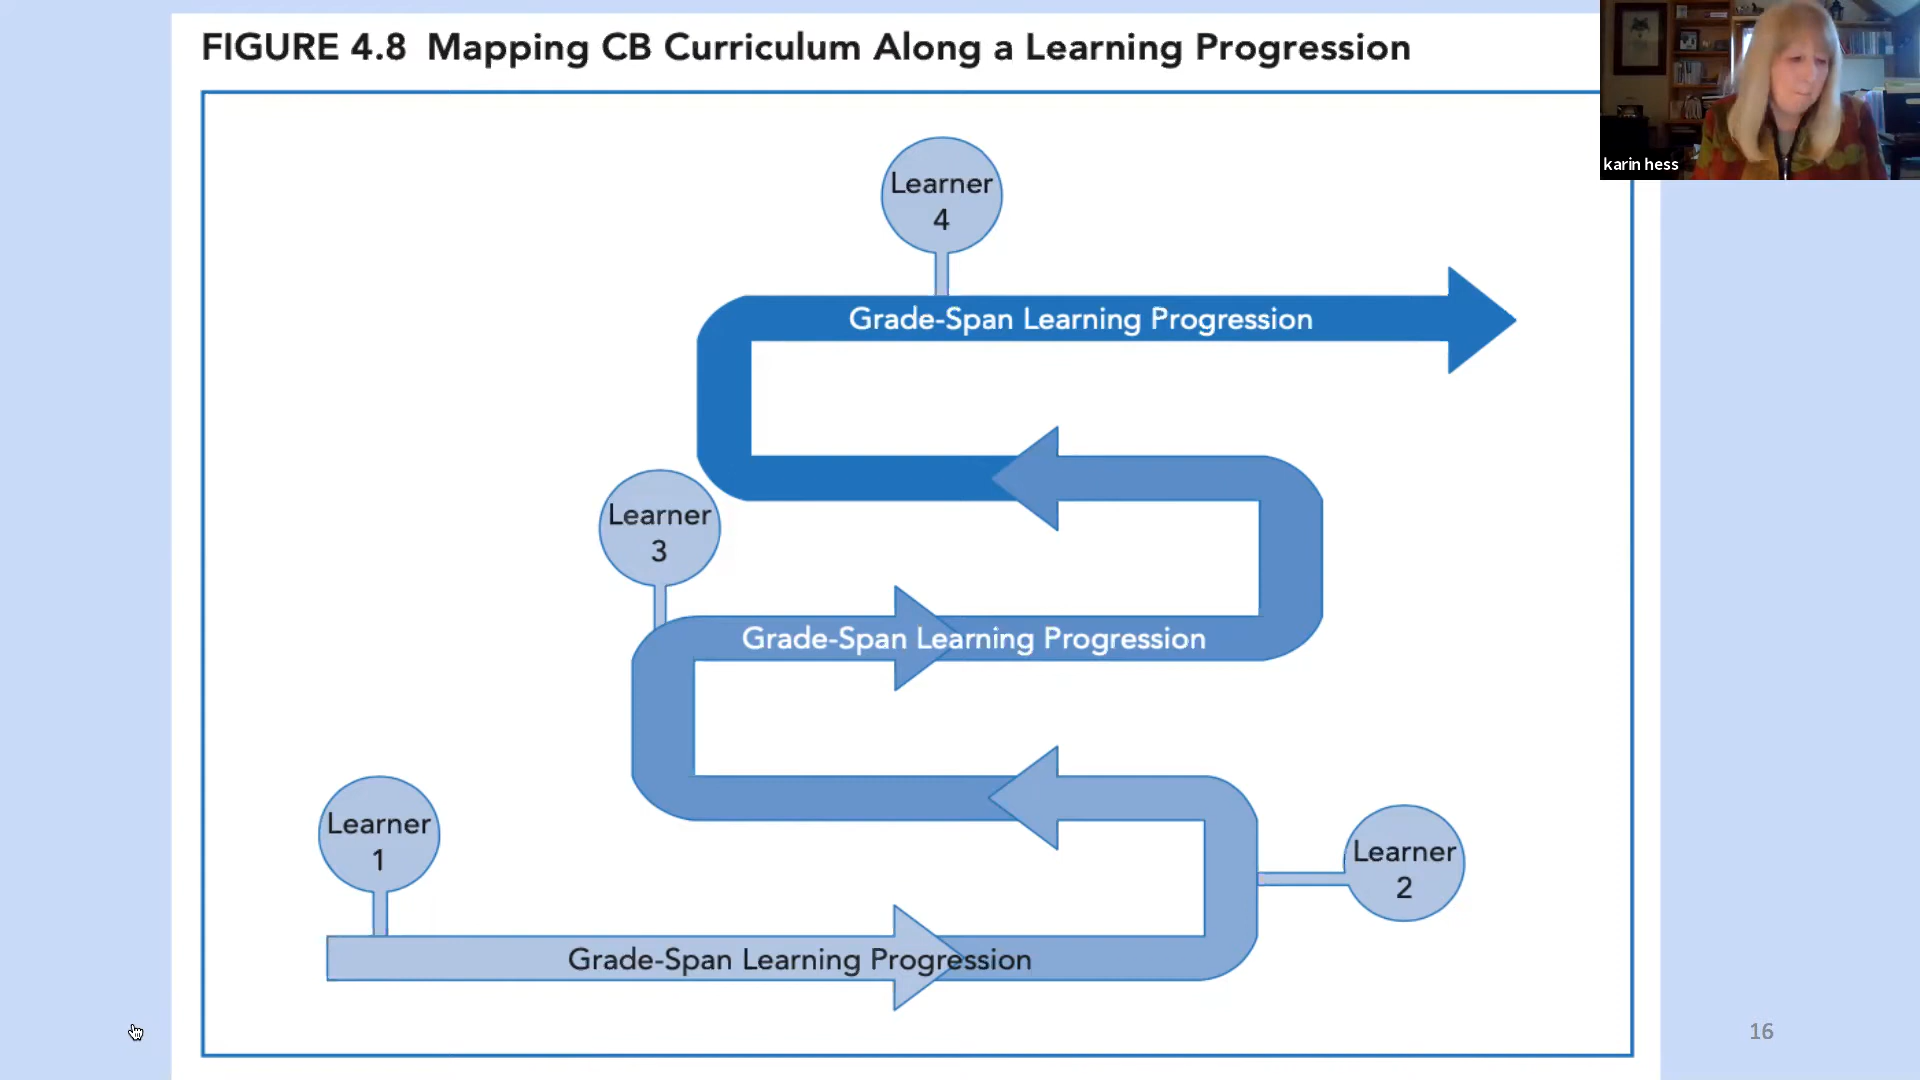 FIGURE 4.8 Mapping CB Curriculum Along a Learning Progression
karin hess
Learner
4
Grade-Span Learning Progression
Learner
3
Grade-Span Learning Progression
Learner
1
Learner
2
Grade-Span Learning Progression
16